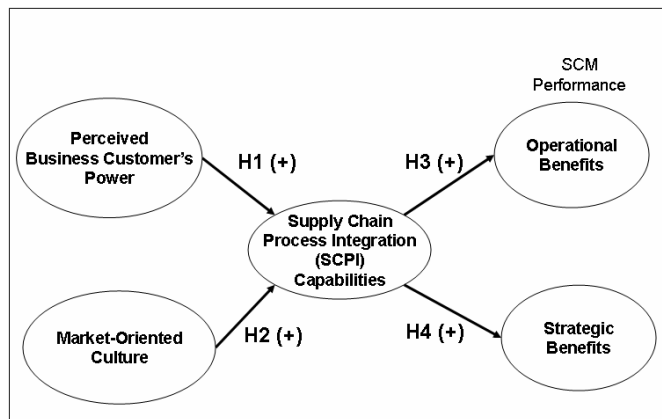 SCM
Performance
Perceived
Business Customer's
Power
H1 (+)
H3 (+)
Operational
Benefits
Supply Chain
Process Integration
(SCPI)
Capabilities
Market-Oriented
Culture
H2 (+)
H4 (+)
Strategic
Benefits